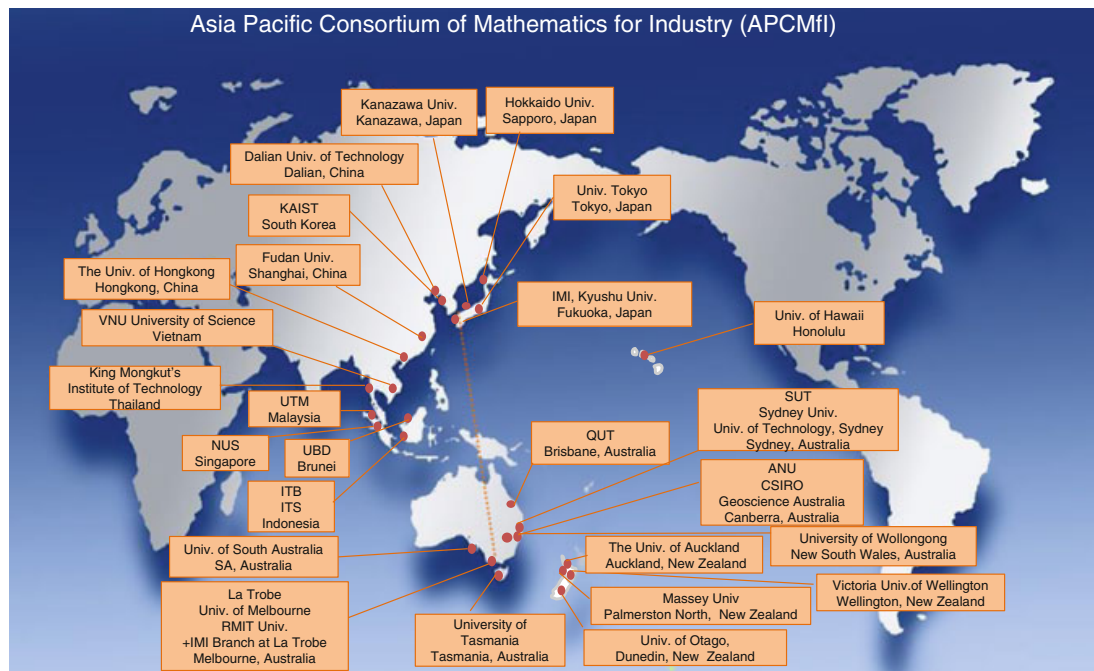 Asia Pacific Consortium of Mathematics for Industry (APCMfI)
Kanazawa Univ.
Kanazawa, Japan
Hokkaido Univ.
Sapporo, Japan
Dalian Univ. of Technology
Dalian, China
Univ. Tokyo
Tokyo, Japan
KAIST
South Korea
Fudan Univ.
Shanghai, China
The Univ. of Hongkong
Hongkong, China
IMI, Kyushu Univ.
Fukuoka, Japan
Univ. of Hawaii
Honolulu
VNU University of Science
Vietnam
King Mongkut's
Institute of Technology
Thailand
UTM
Malaysia
NUS
Singapore
UBD
Brunei
ITB
ITS
Indonesia
QUT
Brisbane, Australia
SUT
Sydney Univ.
Univ. of Technology, Sydney
Sydney, Australia
ANU
CSIRO
Geoscience Australia
Canberra, Australia
University of Wollongong
New South Wales, Australia
Univ. of South Australia
SA, Australia
The Univ. of Auckland
Auckland, New Zealand
Victoria Univ.of Wellington
Wellington, New Zealand
La Trobe
Univ. of Melbourne
RMIT Univ.
+IMI Branch at La Trobe
Melbourne, Australia
University of
Tasmania
Tasmania, Australia
Massey Univ
Palmerston North, New Zealand
Univ. of Otago,
Dunedin, New Zealand